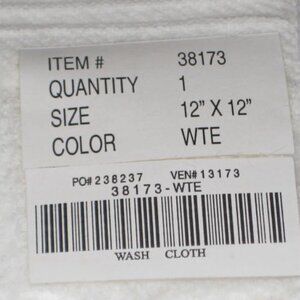 ITEM # 38173
QUANTITY 1
SIZE 12" X 12"
COLOR WTE
PO#238237 VEN#13173
38173-WTE
WASH CLOTH